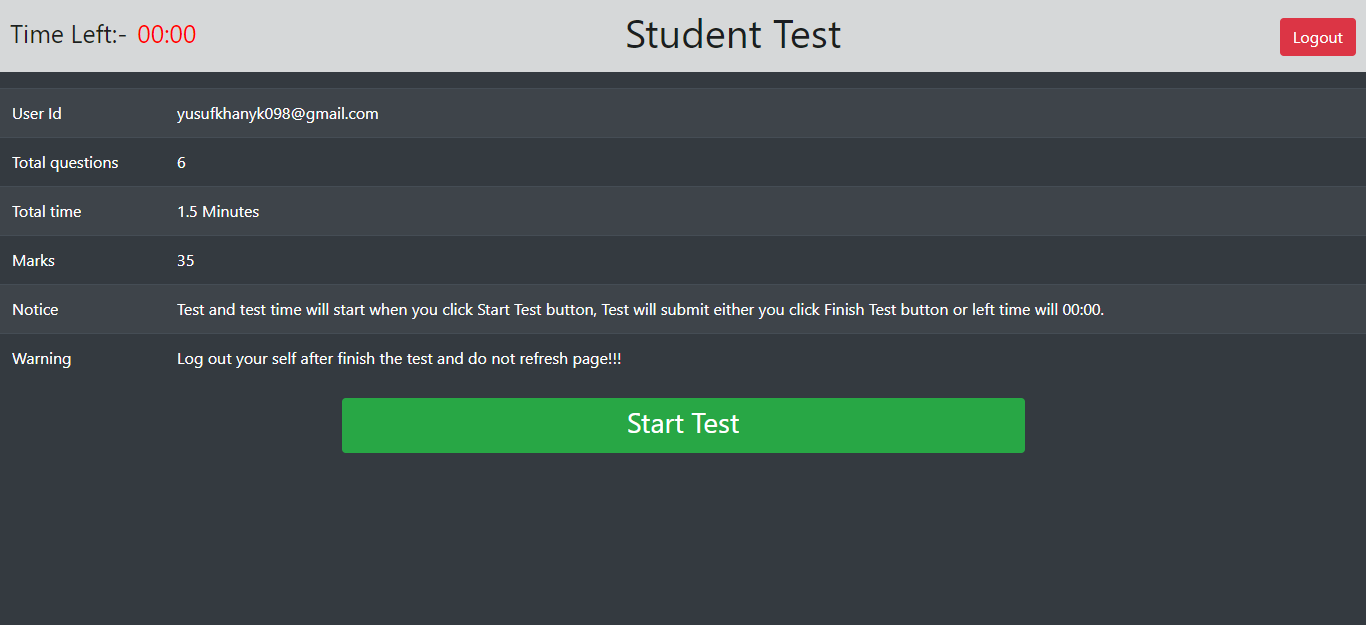 Time Left:- 00:00 Student Test Logout
User Id yusufkhanyk098@gmail.com
Total questions 6
Total time 1.5 Minutes
Marks 35
Notice Test and test time will start when you click Start Test button, Test will submit either you click Finish Test button or left time will 00:00.
Warning Log out your self after finish the test and do not refresh page!!!
Start Test